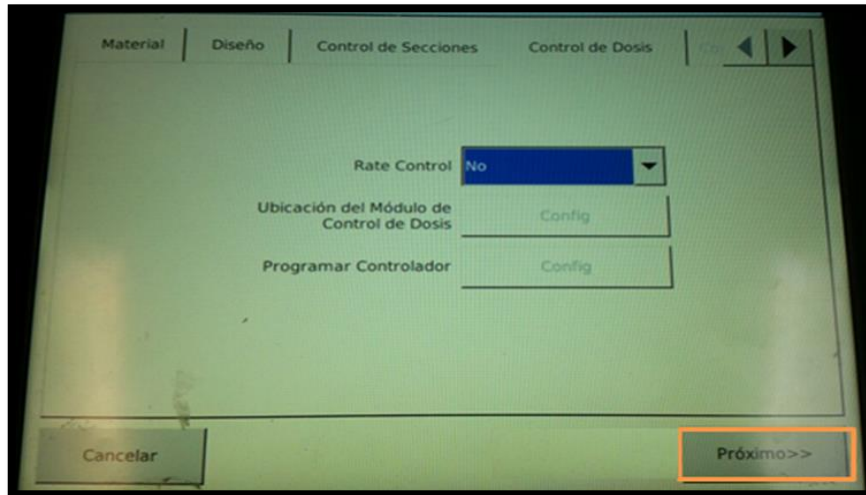 Material Diseño Control de Secciones Control de Dosis
Rate Control No
Ubicación del Módulo de Config
Control de Dosis
Programar Controlador Config
Cancelar Próximo>>